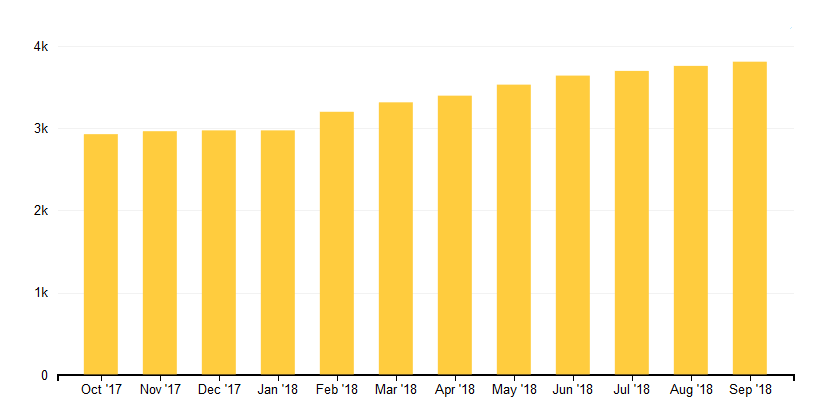 4k
3k
2k
1k
0
Oct '17 Nov '17 Dec '17 Jan '18 Feb '18 Mar '18 Apr '18 May '18 Jun '18 Jul '18 Aug '18 Sep '18